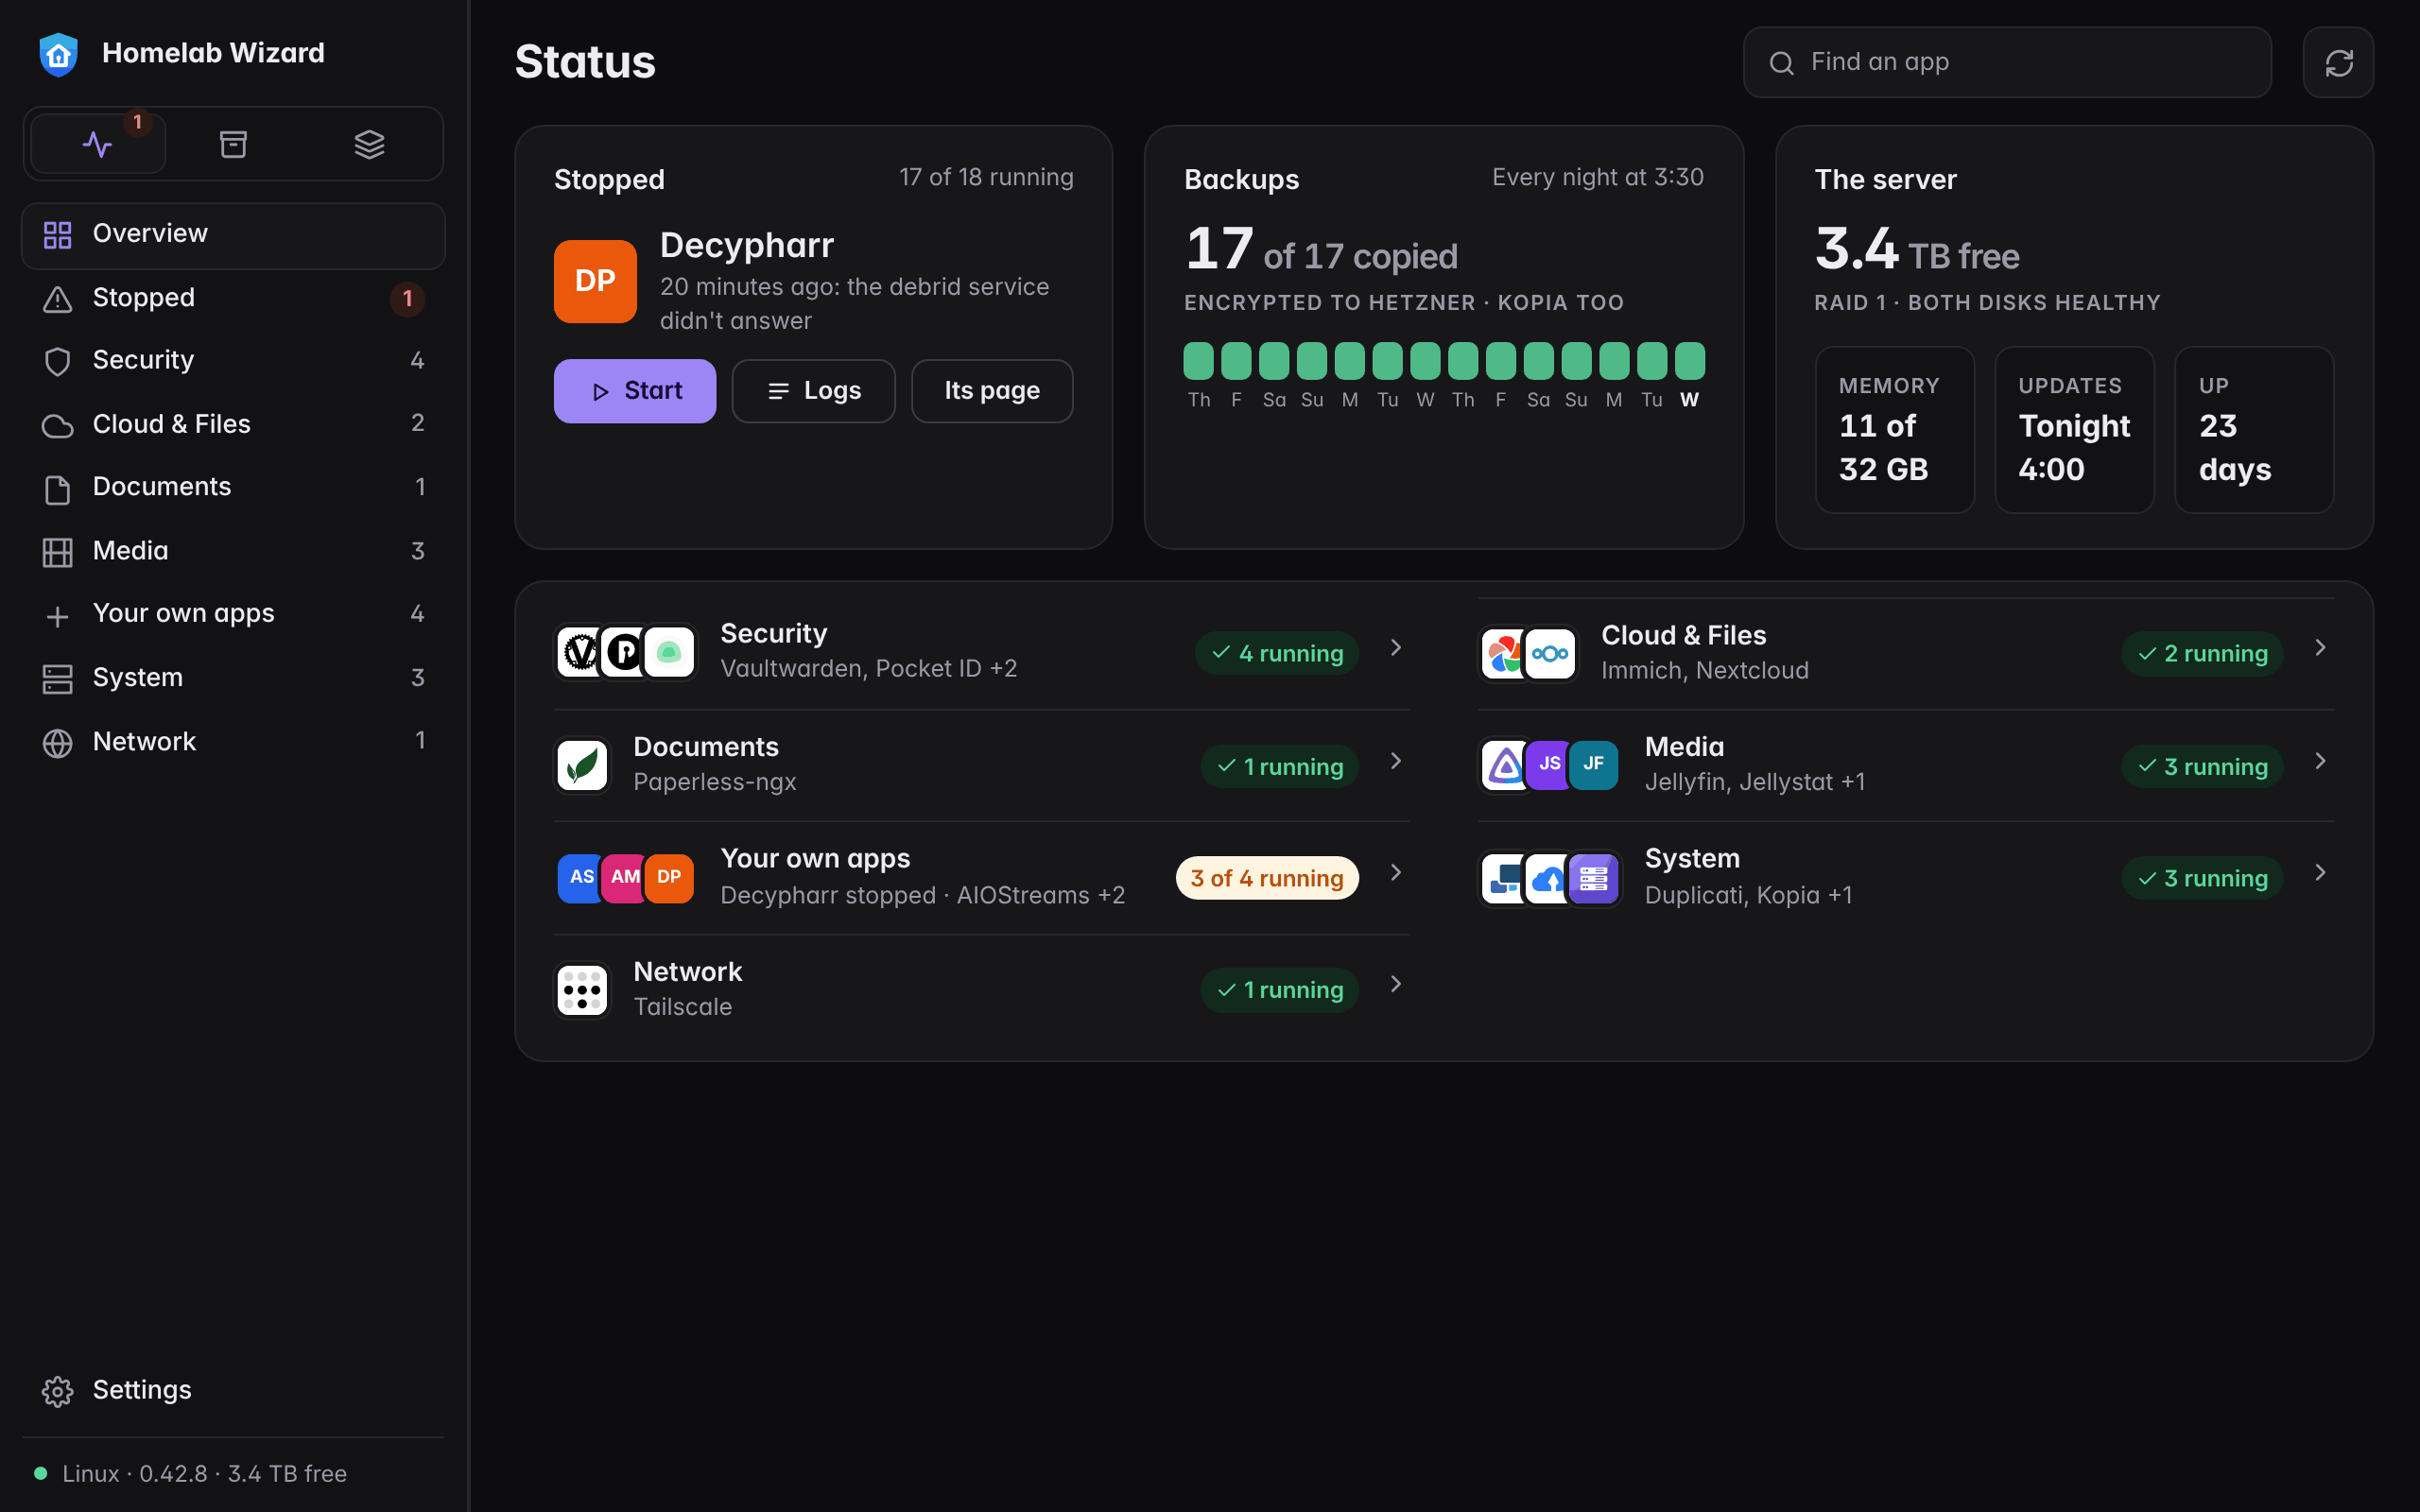 Homelab Wizard
1
Overview
Stopped 1
Security 4
Cloud & Files 2
Documents 1
Media 3
Your own apps 4
System 3
Network 1
Settings
Linux · 0.42.8 · 3.4 TB free
Status
Find an app
Stopped
17 of 18 running
DP
Decypharr
20 minutes ago: the debrid service
didn't answer
Start
Logs
Its page
Backups
Every night at 3:30
17 of 17 copied
ENCRYPTED TO HETZNER · KOPIA TOO
Th F Sa Su M Tu W Th F Sa Su M Tu W
The server
3.4 TB free
RAID 1 · BOTH DISKS HEALTHY
MEMORY
11 of
32 GB
UPDATES
Tonight
4:00
UP
23
days
Security
Vaultwarden, Pocket ID +2
4 running
Cloud & Files
Immich, Nextcloud
2 running
Documents
Paperless-ngx
1 running
JS JF
Media
Jellyfin, Jellystat +1
3 running
AS AM DP
Your own apps
Decypharr stopped · AIOStreams +2
3 of 4 running
System
Duplicati, Kopia +1
3 running
Network
Tailscale
1 running